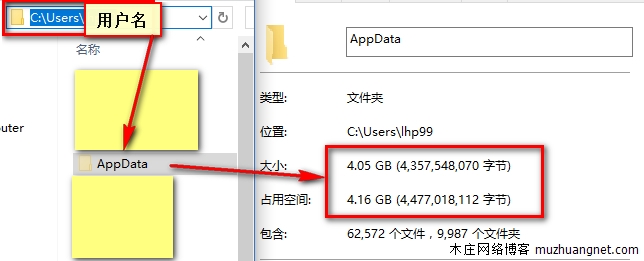 C:\Users\
用户名
名称
outer
AppData
AppData
类型: 文件夹
位置: C:\Users\lhp99
大小: 4.05 GB (4,357,548,070 字节)
占用空间: 4.16 GB (4,477,018,112 字节)
包含: 62,572 个文件，9,987 个文件夹
木庄网络博客 muzhuangnet.com